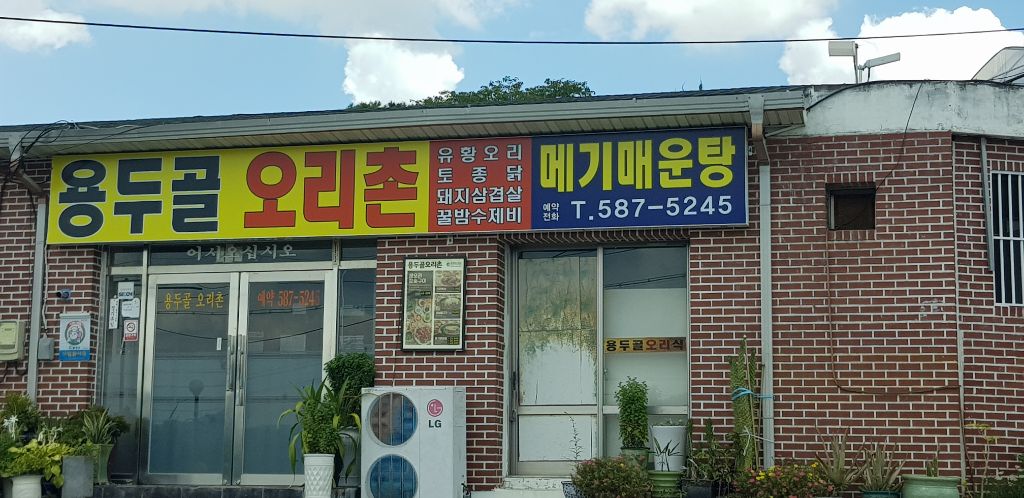 용두골 오리촌
유황오리
토종닭
돼지삼겹살
꿀밤수제비
메기매운탕
예약
전화
T.587-5245
어서오십시오
용두골 오리촌
예약 587-5245
용두골오리촌
용두골오리식
LG